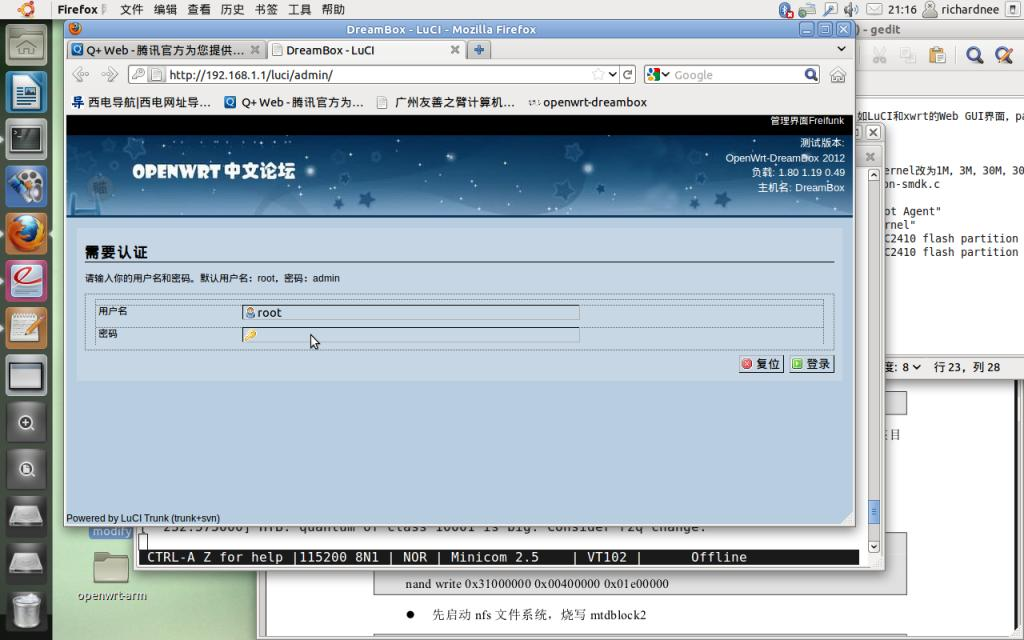 Firefox 文件 编辑 查看 历史 书签 工具 帮助 21:16 richardnee
DreamBox - LuCI - Mozilla Firefox
) - gedit
Q+ Web - 腾讯官方为您提供... DreamBox - LuCI
http://192.168.1.1/luci/admin/ Google
西电导航|西电网址导... Q+ Web - 腾讯官方为... 广州友善之臂计算机... openwrt-dreambox
管理界面Freifunk
测试版本:
OpenWrt-DreamBox 2012
负载: 1.80 1.19 0.49
主机名: DreamBox
OPENWRT 中文论坛
需要认证
请输入你的用户名和密码。默认用户名：root，密码：admin
用户名 root
密码
复位 登录
Powered by LuCI Trunk (trunk+svn)
如LuCI和xwrt的Web GUI界面，pa
ernel改为1M，3M，30M，30
on-smdk.c
ot Agent"
rnel"
C2410 flash partition
C2410 flash partition
度: 8 行 23，列 28
目
[ 252.575000] HTB: quantum of class 10001 is big. Consider r2q change.
CTRL-A Z for help |115200 8N1 | NOR | Minicom 2.5 | VT102 | Offline
modify
openwrt-arm
nand write 0x31000000 0x00400000 0x01e00000
● 先启动 nfs 文件系统，烧写 mtdblock2